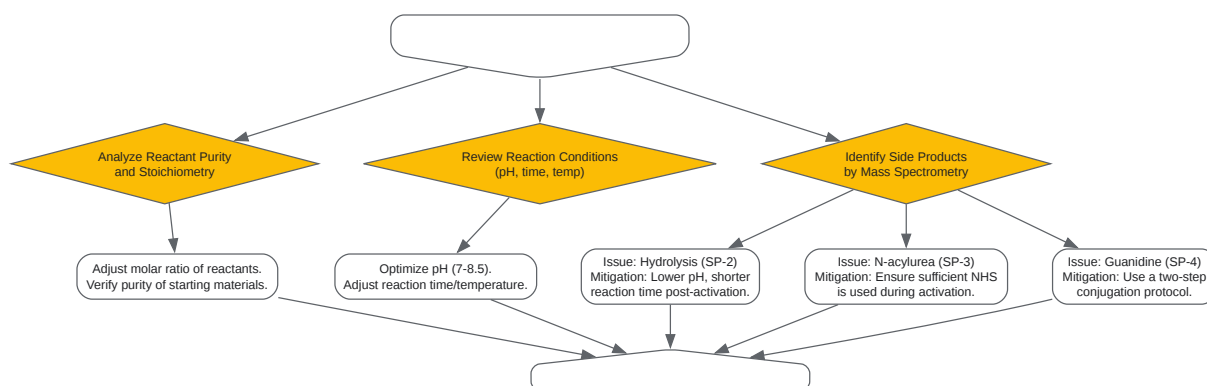 Analyze Reactant Purity
and Stoichiometry
Review Reaction Conditions
(pH, time, temp)
Identify Side Products
by Mass Spectrometry
Adjust molar ratio of reactants.
Verify purity of starting materials.
Optimize pH (7-8.5).
Adjust reaction time/temperature.
Issue: Hydrolysis (SP-2)
Mitigation: Lower pH, shorter
reaction time post-activation.
Issue: N-acylurea (SP-3)
Mitigation: Ensure sufficient NHS
is used during activation.
Issue: Guanidine (SP-4)
Mitigation: Use a two-step
conjugation protocol.